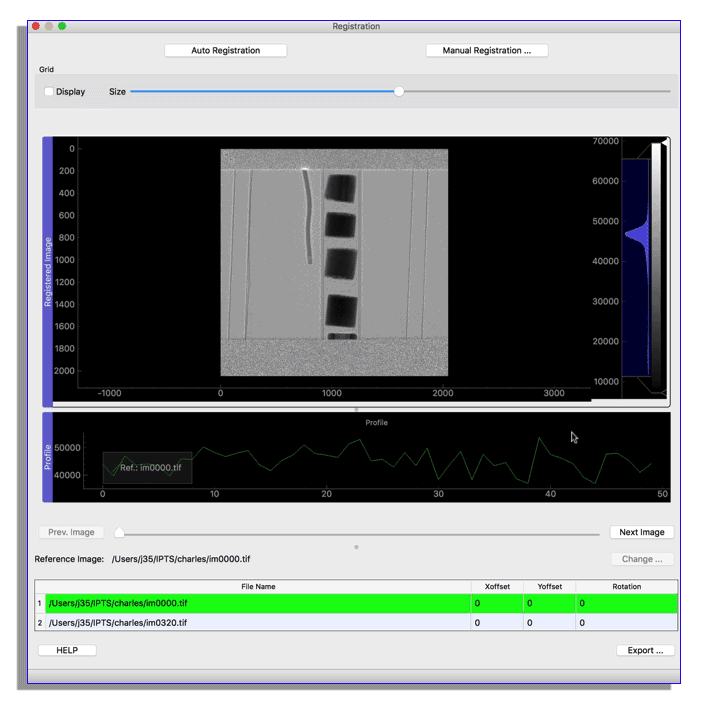 Registration
Auto Registration
Manual Registration ...
Grid
Display
Size
Registered Image
0
200
400
600
800
1000
1200
1400
1600
1800
2000
-1000 0 1000 2000 3000
70000
60000
50000
40000
30000
20000
10000
Profile
Profile
60000
40000
Ref.: im0000.tif
0 10 20 30 40 50
Prev. Image
Next Image
Reference Image: /Users/j35/IPTS/charles/im0000.tif
Change ...
File Name Xoffset Yoffset Rotation
1 /Users/j35/IPTS/charles/im0000.tif 0 0 0
2 /Users/j35/IPTS/charles/im0320.tif 0 0 0
HELP
Export ...